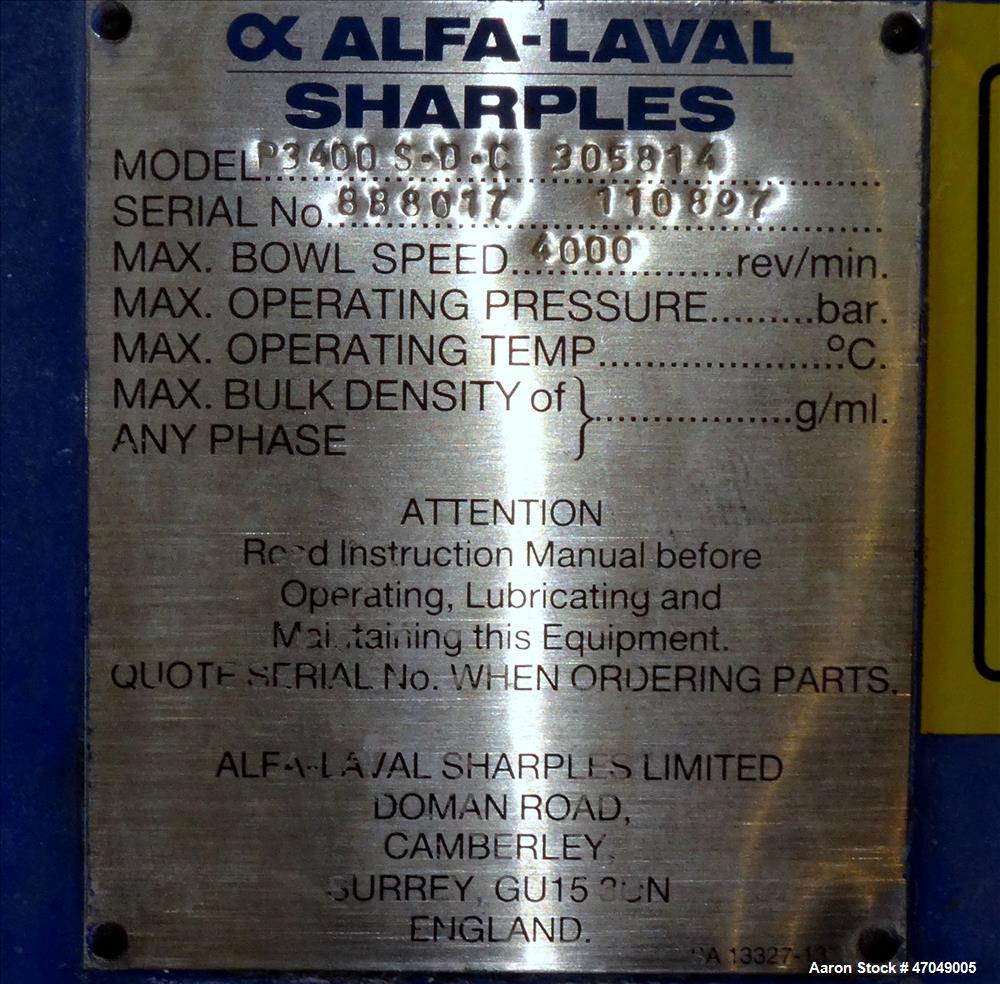 α ALFA-LAVAL
SHARPLES
MODEL P3400 S-D-C 305814
SERIAL No 888017 110897
MAX. BOWL SPEED 4000 rev/min.
MAX. OPERATING PRESSURE.........bar.
MAX. OPERATING TEMP....................°C.
MAX. BULK DENSITY of }................g/ml.
ANY PHASE
ATTENTION
Read Instruction Manual before
Operating, Lubricating and
Maintaining this Equipment.
QUOTE SERIAL No. WHEN ORDERING PARTS.
ALFA-LAVAL SHARPLES LIMITED
DOMAN ROAD,
CAMBERLEY,
SURREY, GU15
ENGLAND.
Aaron Stock # 47049005